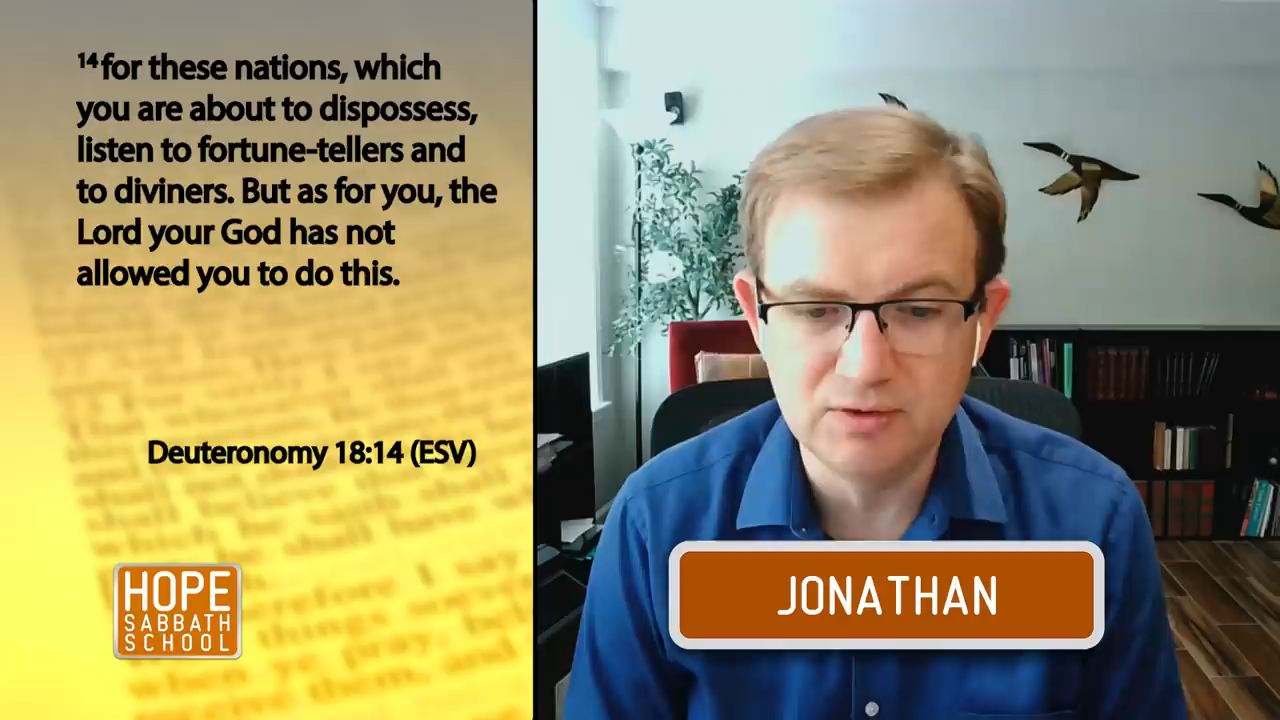 ¹⁴for these nations, which
you are about to dispossess,
listen to fortune-tellers and
to diviners. But as for you, the
Lord your God has not
allowed you to do this.
Deuteronomy 18:14 (ESV)
HOPE
SABBATH
SCHOOL
JONATHAN